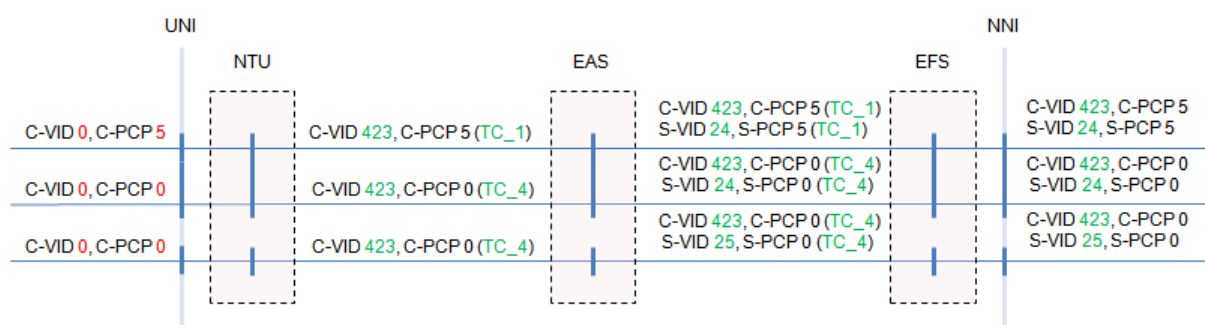 UNI
NNI
NTU
EAS
EFS
C-VID 0, C-PCP 5
C-VID 423, C-PCP 5 (TC_1)
C-VID 423, C-PCP 5 (TC_1)
S-VID 24, S-PCP 5 (TC_1)
C-VID 423, C-PCP 5
S-VID 24, S-PCP 5
C-VID 0, C-PCP 0
C-VID 423, C-PCP 0 (TC_4)
C-VID 423, C-PCP 0 (TC_4)
S-VID 24, S-PCP 0 (TC_4)
C-VID 423, C-PCP 0
S-VID 24, S-PCP 0
C-VID 0, C-PCP 0
C-VID 423, C-PCP 0 (TC_4)
C-VID 423, C-PCP 0 (TC_4)
S-VID 25, S-PCP 0 (TC_4)
C-VID 423, C-PCP 0
S-VID 25, S-PCP 0